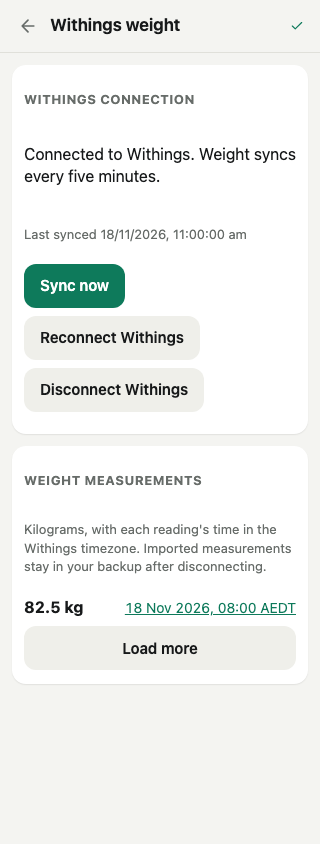 Withings weight
WITHINGS CONNECTION
Connected to Withings. Weight syncs
every five minutes.
Last synced 18/11/2026, 11:00:00 am
Sync now
Reconnect Withings
Disconnect Withings
WEIGHT MEASUREMENTS
Kilograms, with each reading's time in the
Withings timezone. Imported measurements
stay in your backup after disconnecting.
82.5 kg 18 Nov 2026, 08:00 AEDT
Load more